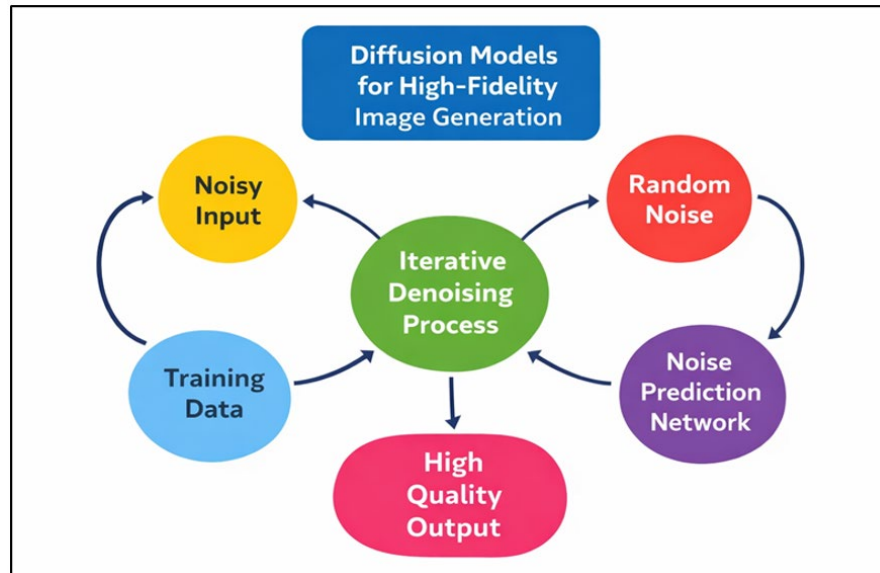 Diffusion Models
for High-Fidelity
Image Generation
Noisy
Input
Random
Noise
Iterative
Denoising
Process
Training
Data
Noise
Prediction
Network
High
Quality
Output